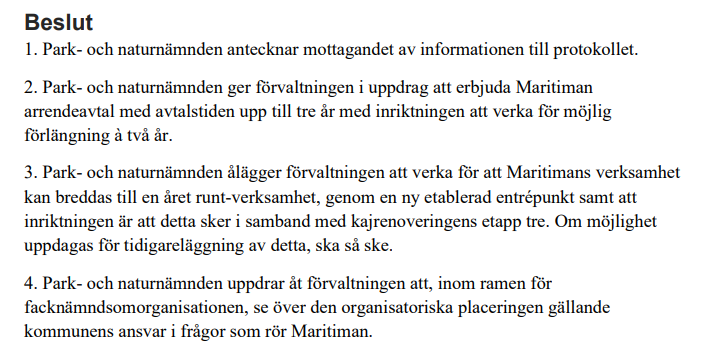 Beslut
1. Park- och naturnämnden antecknar mottagandet av informationen till protokollet.
2. Park- och naturnämnden ger förvaltningen i uppdrag att erbjuda Maritiman
arrendeavtal med avtalstiden upp till tre år med inriktningen att verka för möjlig
förlängning à två år.
3. Park- och naturnämnden ålägger förvaltningen att verka för att Maritimans verksamhet
kan breddas till en året runt-verksamhet, genom en ny etablerad entrépunkt samt att
inriktningen är att detta sker i samband med kajrenoveringens etapp tre. Om möjlighet
uppdagas för tidigareläggning av detta, ska så ske.
4. Park- och naturnämnden uppdrar åt förvaltningen att, inom ramen för
facknämndsomorganisationen, se över den organisatoriska placeringen gällande
kommunens ansvar i frågor som rör Maritiman.